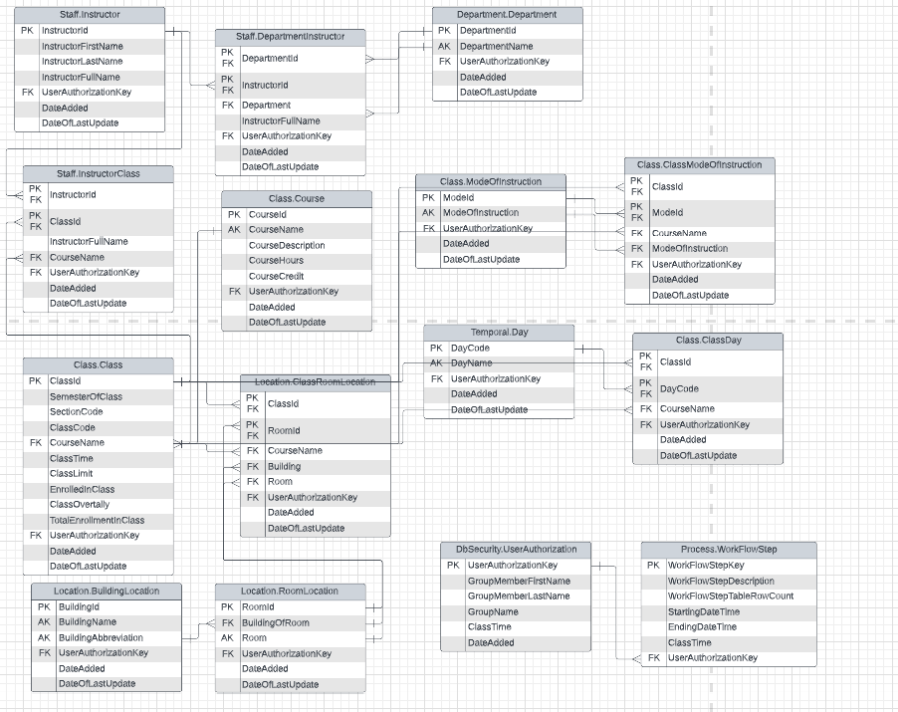 Staff.Instructor
PK InstructorId
InstructorFirstName
InstructorLastName
InstructorFullName
FK UserAuthorizationKey
DateAdded
DateOfLastUpdate
Staff.DepartmentInstructor
PK FK DepartmentId
PK FK InstructorId
FK Department
InstructorFullName
FK UserAuthorizationKey
DateAdded
DateOfLastUpdate
Department.Department
PK DepartmentId
AK DepartmentName
FK UserAuthorizationKey
DateAdded
DateOfLastUpdate
Staff.InstructorClass
PK FK InstructorId
PK FK ClassId
InstructorFullName
FK CourseName
FK UserAuthorizationKey
DateAdded
DateOfLastUpdate
Class.Course
PK CourseId
AK CourseName
CourseDescription
CourseHours
CourseCredit
FK UserAuthorizationKey
DateAdded
DateOfLastUpdate
Class.ModeOfInstruction
PK ModeId
AK ModeOfInstruction
FK UserAuthorizationKey
DateAdded
DateOfLastUpdate
Class.ClassModeOfInstruction
PK FK ClassId
PK FK ModeId
FK CourseName
FK ModeOfInstruction
FK UserAuthorizationKey
DateAdded
DateOfLastUpdate
Class.Class
PK ClassId
SemesterOfClass
SectionCode
ClassCode
FK CourseName
ClassTime
ClassLimit
EnrolledInClass
ClassOvertally
TotalEnrollmentInClass
FK UserAuthorizationKey
DateAdded
DateOfLastUpdate
Location.ClassRoomLocation
PK FK ClassId
PK FK RoomId
FK CourseName
FK Building
FK Room
FK UserAuthorizationKey
DateAdded
DateOfLastUpdate
Temporal.Day
PK DayCode
AK DayName
FK UserAuthorizationKey
DateAdded
DateOfLastUpdate
Class.ClassDay
PK FK ClassId
PK FK DayCode
FK CourseName
FK UserAuthorizationKey
DateAdded
DateOfLastUpdate
Location.BuildingLocation
PK BuildingId
AK BuildingName
AK BuildingAbbreviation
FK UserAuthorizationKey
DateAdded
DateOfLastUpdate
Location.RoomLocation
PK RoomId
FK BuildingOfRoom
AK Room
FK UserAuthorizationKey
DateAdded
DateOfLastUpdate
DbSecurity.UserAuthorization
PK UserAuthorizationKey
GroupMemberFirstName
GroupMemberLastName
GroupName
ClassTime
DateAdded
Process.WorkFlowStep
PK WorkFlowStepKey
WorkFlowStepDescription
WorkFlowStepTableRowCount
StartingDateTime
EndingDateTime
ClassTime
FK UserAuthorizationKey